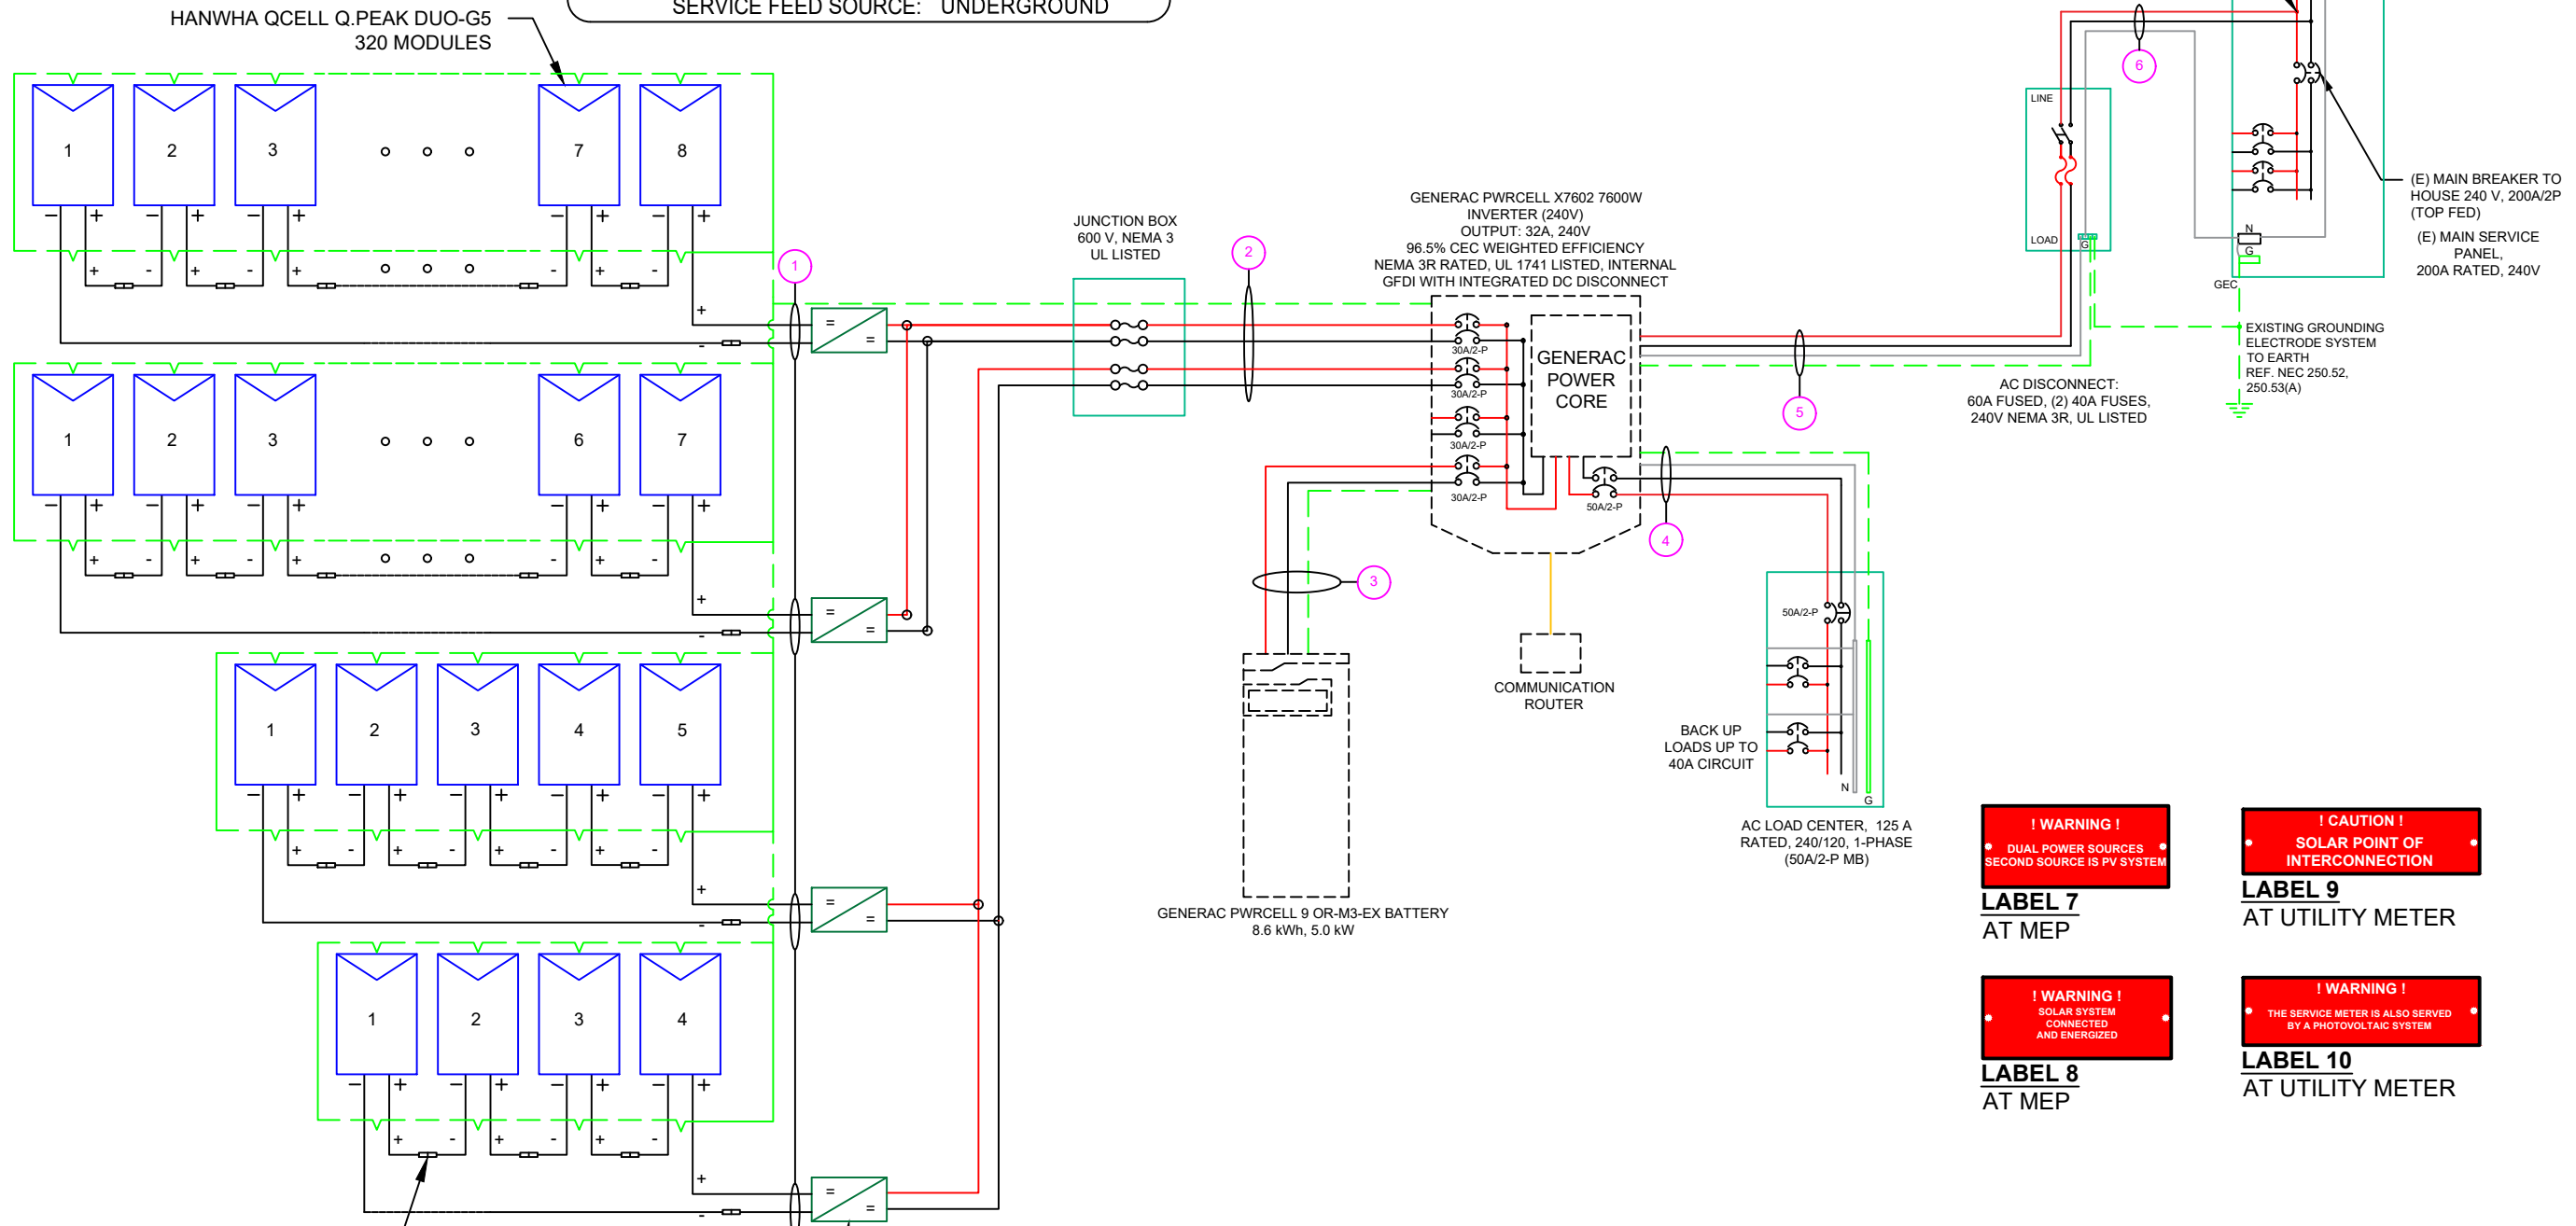 SERVICE FEED SOURCE: UNDERGROUND
HANWHA QCELL Q.PEAK DUO-G5
320 MODULES
1 2 3 7 8
− + − + − + − + − +
+ - + - + - + -
+
-
1
1 2 3 6 7
− + − + − + − + − +
+ - + - + - + -
+
-
1 2 3 4 5
− + − + − + − + − +
+ - + - + - + -
+
-
1 2 3 4
− + − + − + − +
+ - + - + -
+
-
= =
= =
= =
= =
JUNCTION BOX
600 V, NEMA 3
UL LISTED
2
GENERAC PWRCELL X7602 7600W
INVERTER (240V)
OUTPUT: 32A, 240V
96.5% CEC WEIGHTED EFFICIENCY
NEMA 3R RATED, UL 1741 LISTED, INTERNAL
GFDI WITH INTEGRATED DC DISCONNECT
30A/2-P
30A/2-P
30A/2-P
30A/2-P
GENERAC
POWER
CORE
50A/2-P
3
4
5
6
COMMUNICATION
ROUTER
GENERAC PWRCELL 9 OR-M3-EX BATTERY
8.6 kWh, 5.0 kW
LINE
LOAD
G
AC DISCONNECT:
60A FUSED, (2) 40A FUSES,
240V NEMA 3R, UL LISTED
N
G
GEC
(E) MAIN BREAKER TO
HOUSE 240 V, 200A/2P
(TOP FED)
(E) MAIN SERVICE
PANEL,
200A RATED, 240V
EXISTING GROUNDING
ELECTRODE SYSTEM
TO EARTH
REF. NEC 250.52,
250.53(A)
50A/2-P
BACK UP
LOADS UP TO
40A CIRCUIT
N
G
AC LOAD CENTER, 125 A
RATED, 240/120, 1-PHASE
(50A/2-P MB)
! WARNING !
DUAL POWER SOURCES
SECOND SOURCE IS PV SYSTEM
LABEL 7
AT MEP
! CAUTION !
SOLAR POINT OF
INTERCONNECTION
LABEL 9
AT UTILITY METER
! WARNING !
SOLAR SYSTEM
CONNECTED
AND ENERGIZED
LABEL 8
AT MEP
! WARNING !
THE SERVICE METER IS ALSO SERVED
BY A PHOTOVOLTAIC SYSTEM
LABEL 10
AT UTILITY METER